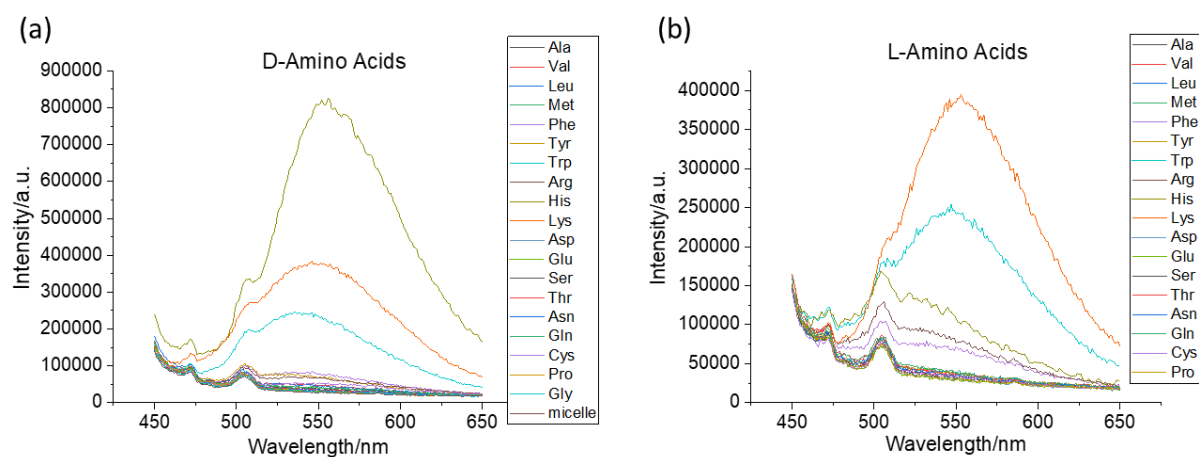 (a)
D-Amino Acids
Intensity/a.u.
900000
800000
700000
600000
500000
400000
300000
200000
100000
0
450
500
550
600
650
Wavelength/nm
Ala
Val
Leu
Met
Phe
Tyr
Trp
Arg
His
Lys
Asp
Glu
Ser
Thr
Asn
Gln
Cys
Pro
Gly
micelle
(b)
L-Amino Acids
Intensity/a.u.
400000
350000
300000
250000
200000
150000
100000
50000
0
450
500
550
600
650
Wavelength/nm
Ala
Val
Leu
Met
Phe
Tyr
Trp
Arg
His
Lys
Asp
Glu
Ser
Thr
Asn
Gln
Cys
Pro